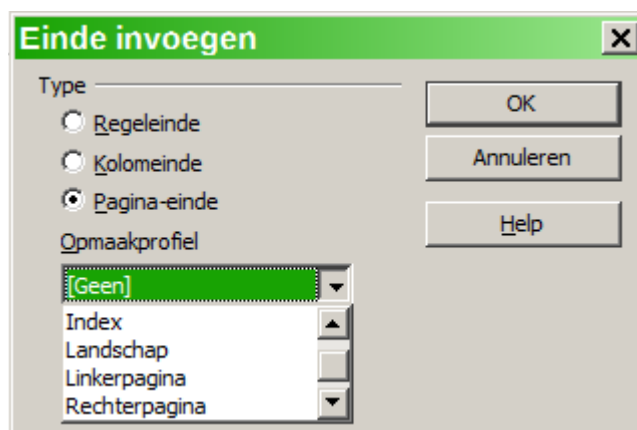 Einde invoegen
Type
Regeleinde
Kolomeinde
Pagina-einde
Opmaakprofiel
[Geen]
Index
Landschap
Linkerpagina
Rechterpagina
OK
Annuleren
Help